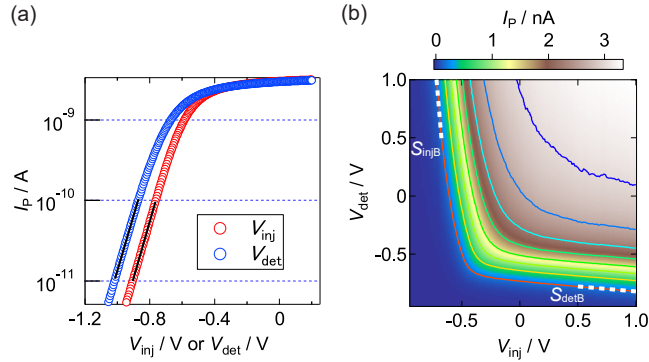 (a)
I_P / A
10^-9
10^-10
10^-11
V_inj
V_det
-1.2 -0.8 -0.4 0 0.4
V_inj / V or V_det / V
(b)
I_P / nA
0 1 2 3
V_det / V
1.0
0.5
0
-0.5
S_injB
S_detB
-0.5 0 0.5 1.0
V_inj / V